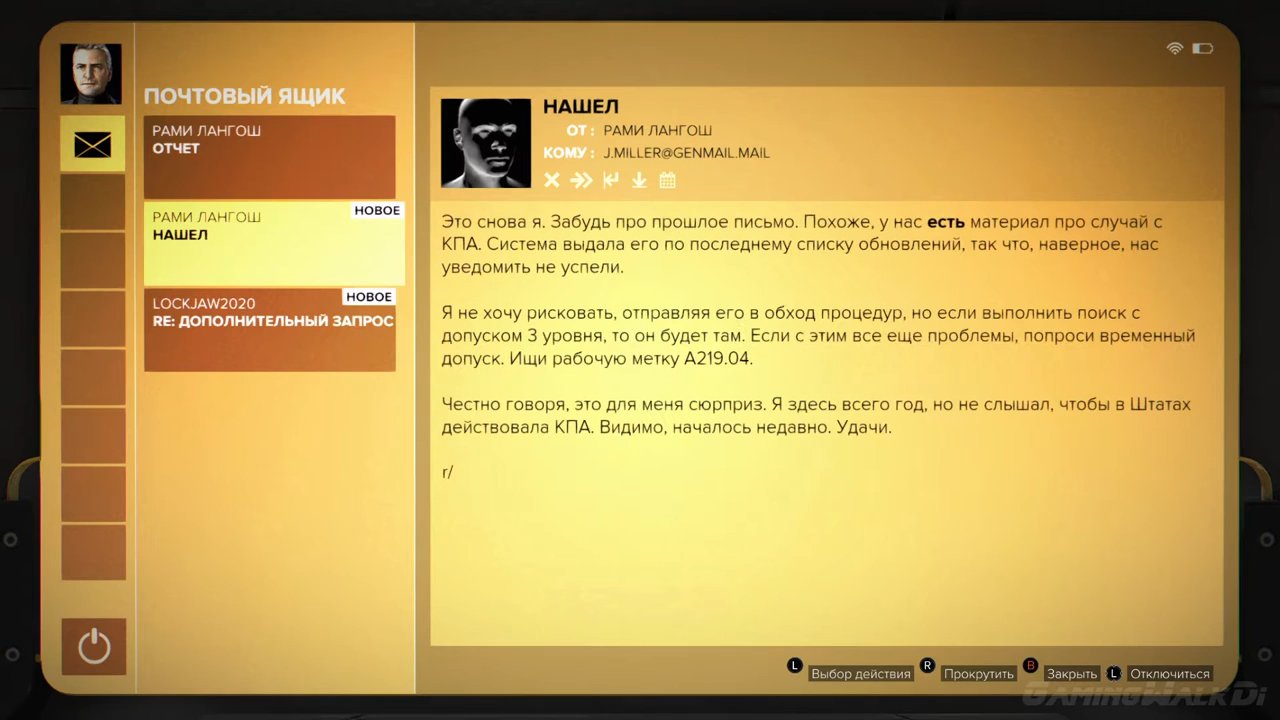 ПОЧТОВЫЙ ЯЩИК
РАМИ ЛАНГОШ
ОТЧЕТ
НОВОЕ
РАМИ ЛАНГОШ
НАШЕЛ
НОВОЕ
LOCKJAW2020
RE: ДОПОЛНИТЕЛЬНЫЙ ЗАПРОС
НАШЕЛ
ОТ : РАМИ ЛАНГОШ
КОМУ : J.MILLER@GENMAIL.MAIL
Это снова я. Забудь про прошлое письмо. Похоже, у нас есть материал про случай с
КПА. Система выдала его по последнему списку обновлений, так что, наверное, нас
уведомить не успели.
Я не хочу рисковать, отправляя его в обход процедур, но если выполнить поиск с
допуском 3 уровня, то он будет там. Если с этим все еще проблемы, попроси временный
допуск. Ищи рабочую метку A219.04.
Честно говоря, это для меня сюрприз. Я здесь всего год, но не слышал, чтобы в Штатах
действовала КПА. Видимо, началось недавно. Удачи.
r/
L Выбор действия R Прокрутить B Закрыть L Отключиться
GAMINGWALKDI